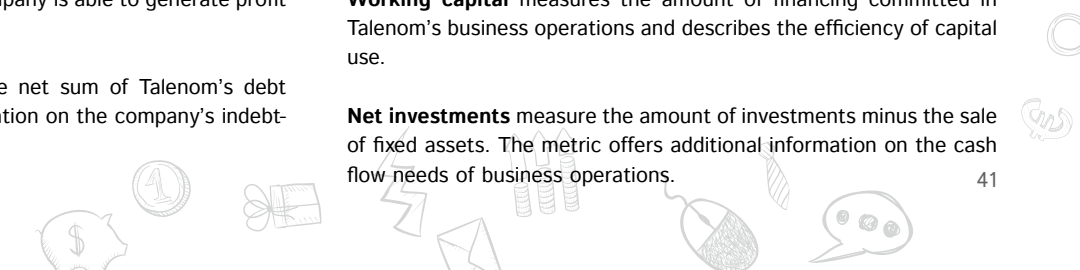 pany is able to generate profit
e net sum of Talenom's debt
ation on the company's indebt-
Working capital measures the amount of financing committed in
Talenom's business operations and describes the efficiency of capital
use.
Net investments measure the amount of investments minus the sale
of fixed assets. The metric offers additional information on the cash
flow needs of business operations.
41
1
$